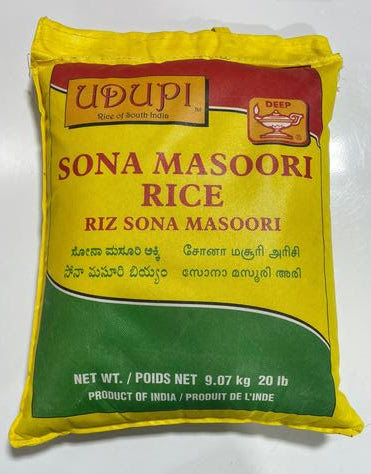 UDUPI
Rice of South India
DEEP
SONA MASOORI
RICE
RIZ SONA MASOORI
ಸೋನಾ ಮಸೂರಿ ಅಕ್ಕಿ சோனா மசூரி அரிசி
సోనా మసూరి బియ్యం സോനാ മസൂരി അരി
NET WT. / POIDS NET 9.07 kg 20 lb
PRODUCT OF INDIA / PRODUIT DE L'INDE